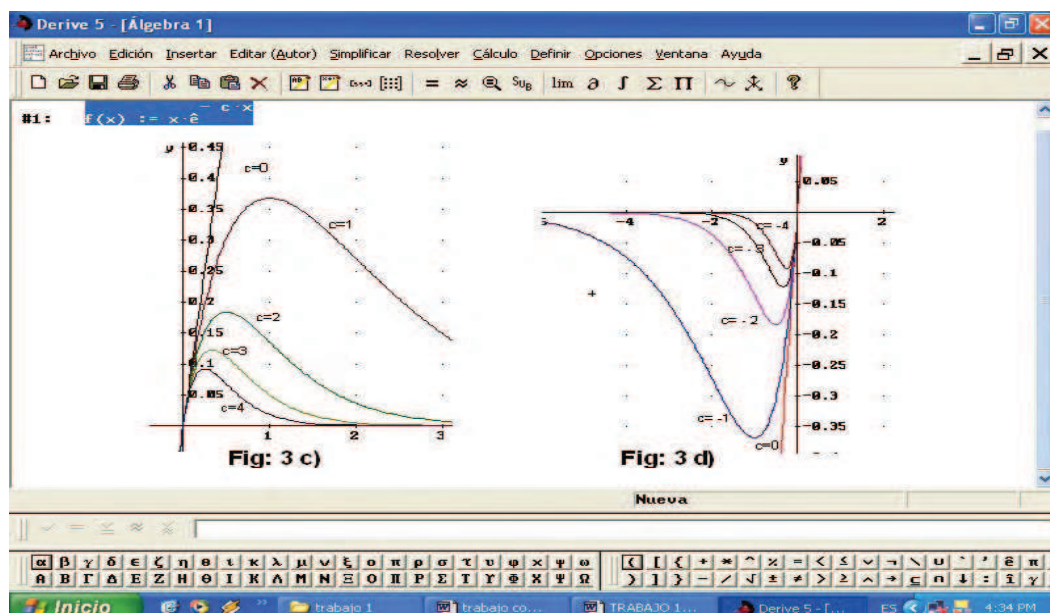 Derive 5 - [Álgebra 1]
Archivo Edición Insertar Editar (Autor) Simplificar Resolver Cálculo Definir Opciones Ventana Ayuda
= ≈ SUB lim ∂ ∫ Σ Π ?
#1: f(x) := x·ê^(- c·x)
y 0.45
c=0
0.4
0.35
c=1
0.3
0.25
0.2
c=2
0.15
c=3
0.1
0.05
c=4
1 2 3
Fig: 3 c)
y
0.05
-4 -2 2
c= -4
-0.05
c= - 3
-0.1
-0.15
c= - 2
-0.2
-0.25
-0.3
c= -1
-0.35
c=0
Fig: 3 d)
Nueva
α β γ δ ε ζ η θ ι κ λ μ ν ξ ο π ρ σ τ υ φ χ ψ ω
( [ { + * ^ % = < ≤ ∨ ¬ \ ∪ ` ' ê π
Α Β Γ Δ Ε Ζ Η Θ Ι Κ Λ Μ Ν Ξ Ο Π Ρ Σ Τ Υ Φ Χ Ψ Ω
) ] } - / √ ± ≠ > ≥ ∧ → ⊆ ∩ ↓ : î γ
Inicio » trabajo 1 trabajo co... TRABAJO 1... Derive 5 - [... ES 4:34 PM